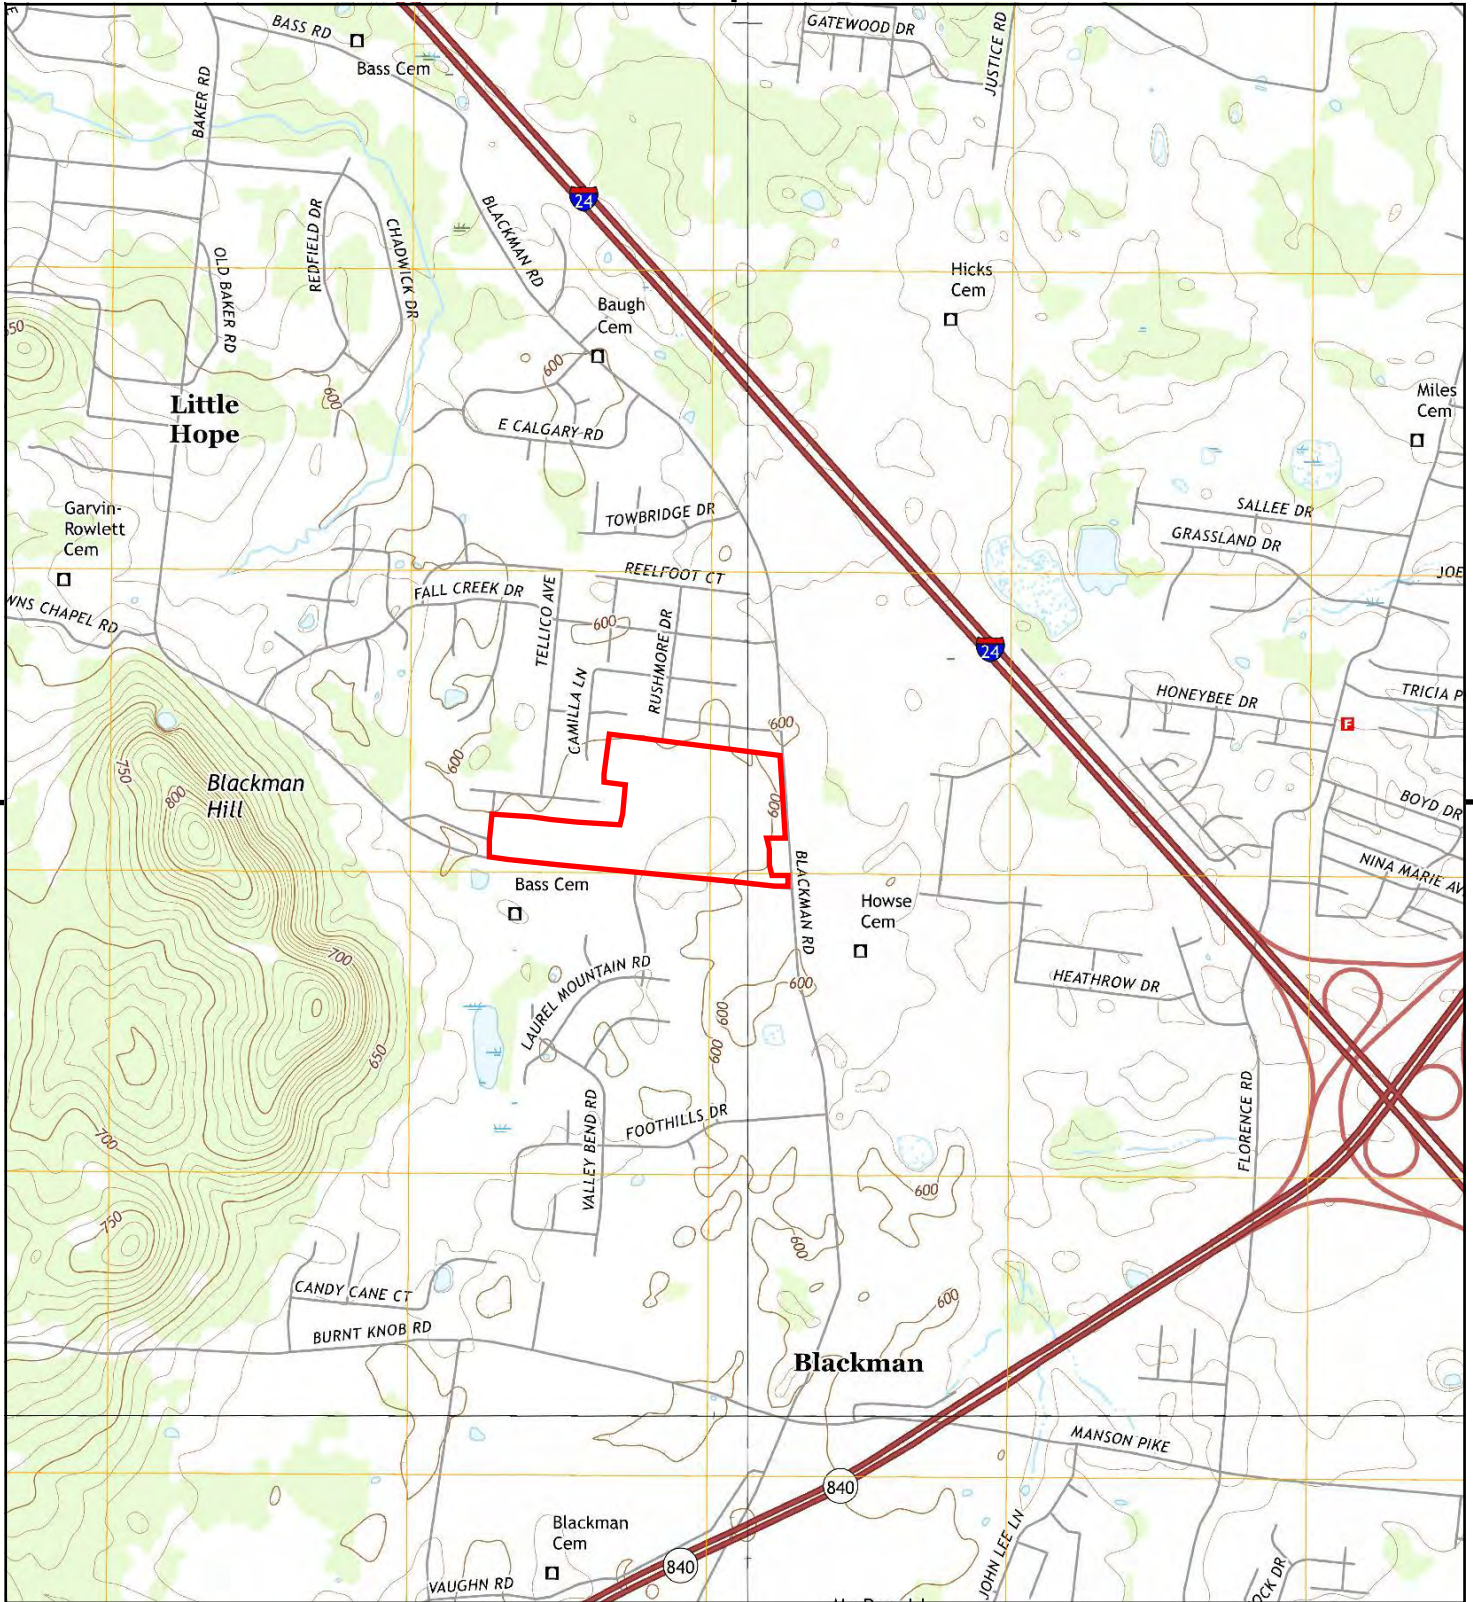 BASS RD
Bass Cem
GATEWOOD DR
JUSTICE RD
BAKER RD
24
BLACKMAN RD
REDFIELD DR
CHADWICK DR
OLD BAKER RD
Hicks
Cem
Baugh
Cem
600
600
Little
Hope
E CALGARY RD
Miles
Cem
Garvin-
Rowlett
Cem
TOWBRIDGE DR
SALLEE DR
GRASSLAND DR
REELFOOT CT
FALL CREEK DR
TELLICO AVE
RUSHMORE DR
600
WNS CHAPEL RD
JOE
24
CAMILLA LN
HONEYBEE DR
TRICIA P
F
600
600
750
800
Blackman
Hill
600
BOYD DR
NINA MARIE AV
BLACKMAN RD
Bass Cem
Howse
Cem
700
LAUREL MOUNTAIN RD
HEATHROW DR
600
600
600
650
FLORENCE RD
VALLEY BEND RD
FOOTHILLS DR
700
600
750
600
CANDY CANE CT
600
BURNT KNOB RD
Blackman
MANSON PIKE
840
Blackman
Cem
840
VAUGHN RD
JOHN LEE LN
OCK DR